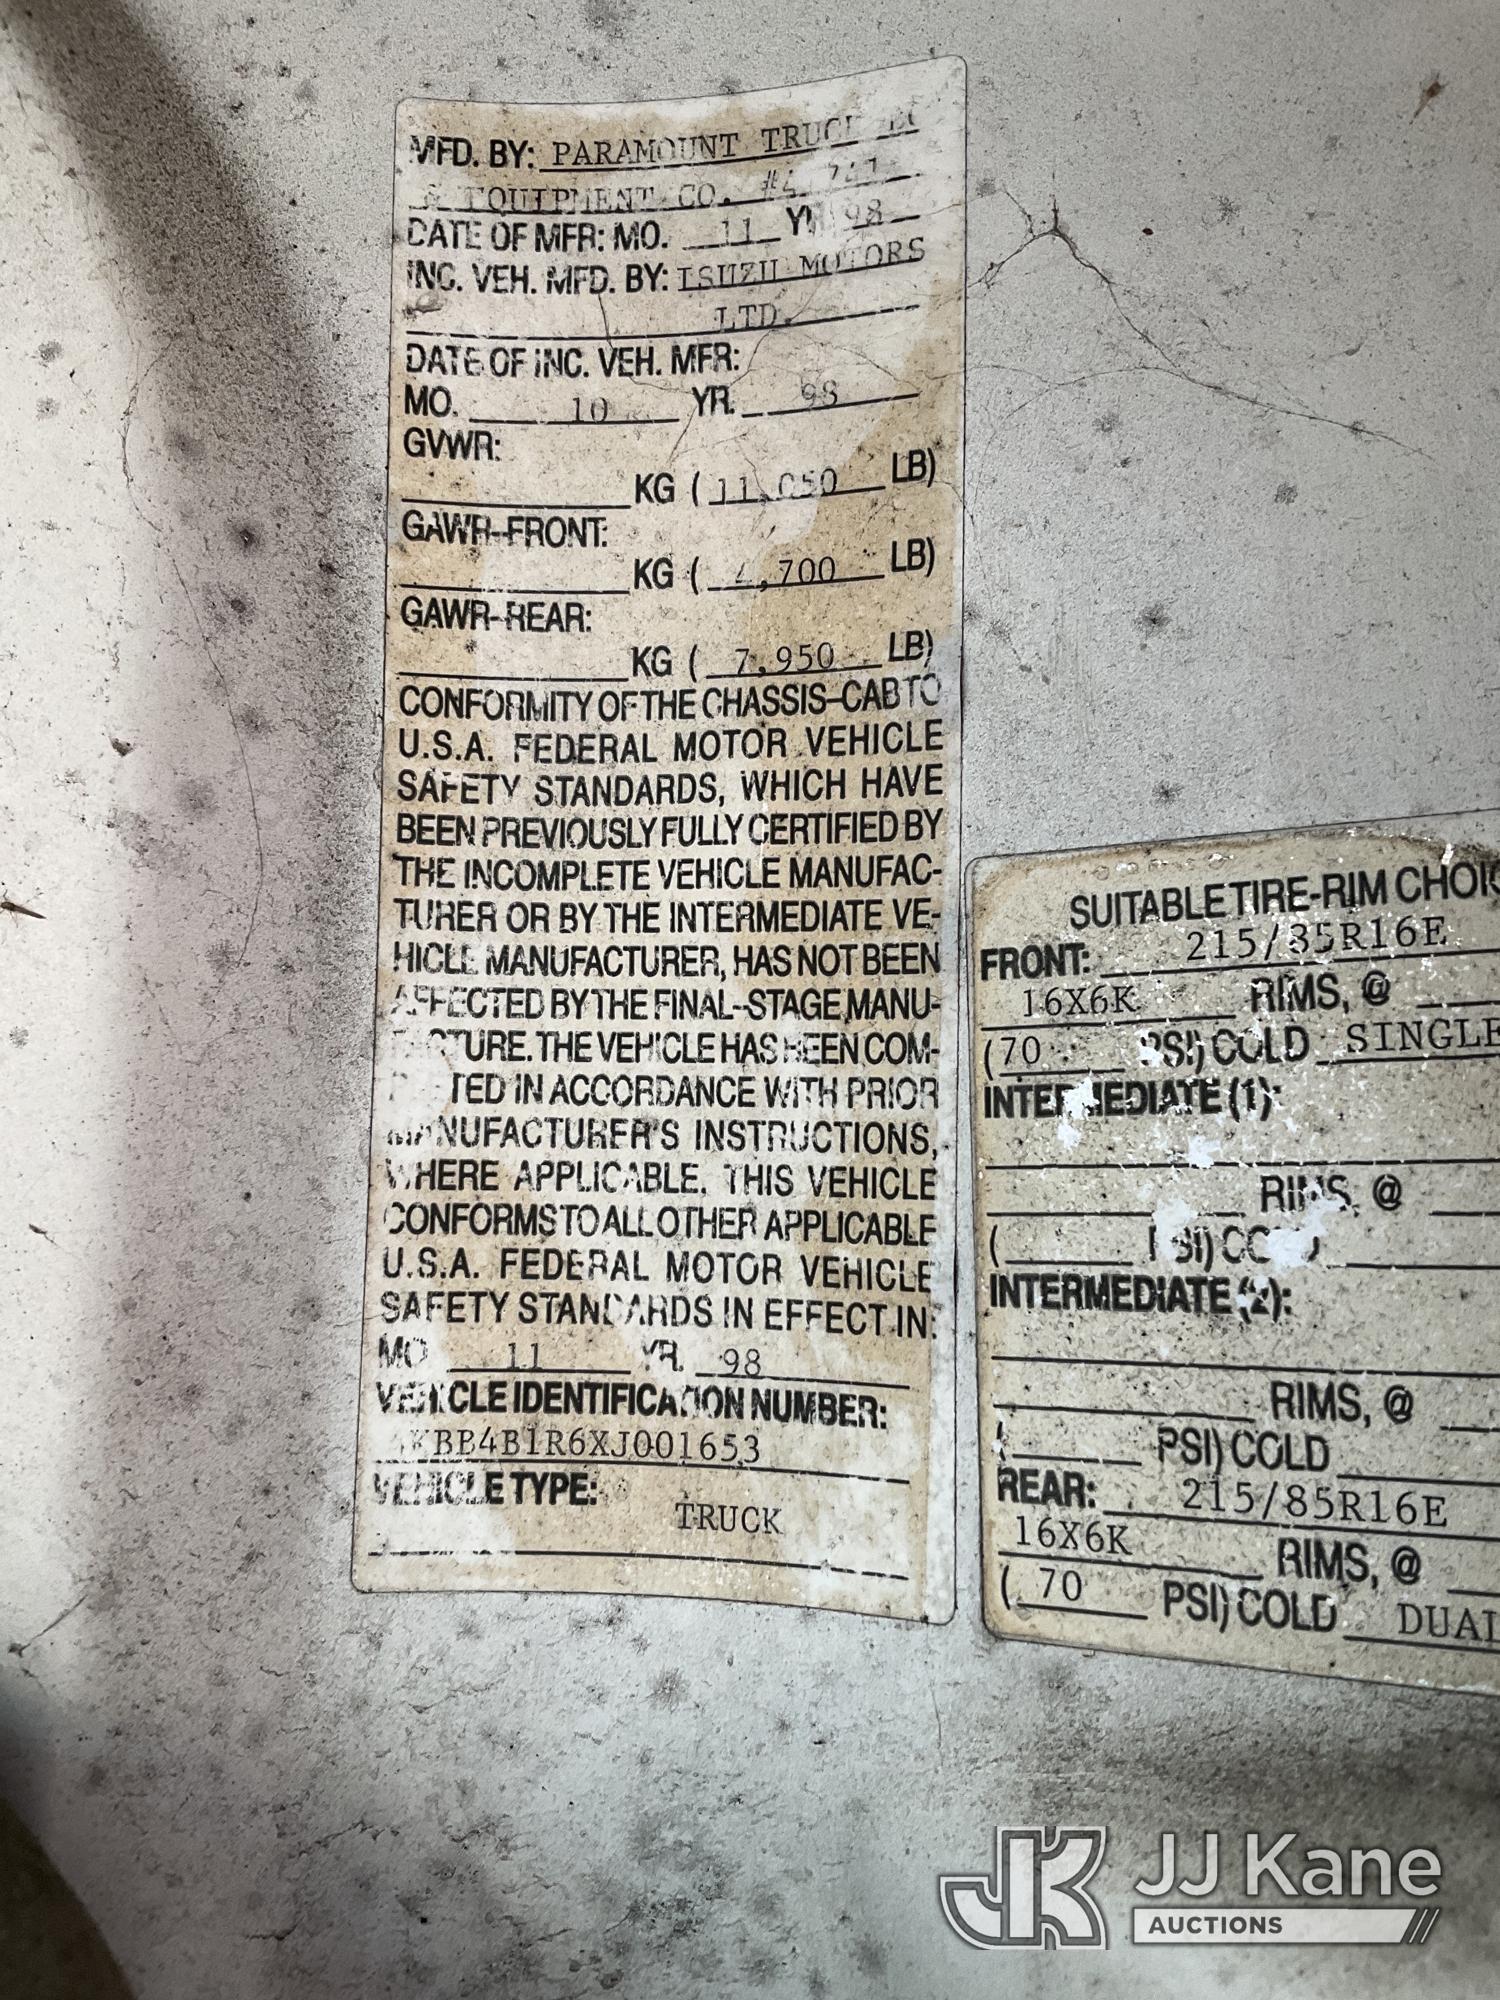 MFD. BY: PARAMOUNT TRUCK
& EQUIPMENT CO.
DATE OF MFR: MO. 11 YR 98
INC. VEH. MFD. BY: ISUZU MOTORS
LTD.
DATE OF INC. VEH. MFR:
MO. 10 YR. 98
GVWR:
KG ( 11,050 LB)
GAWR-FRONT:
KG ( 4,700 LB)
GAWR-REAR:
KG ( 7,950 LB)
CONFORMITY OF THE CHASSIS-CAB TO
U.S.A. FEDERAL MOTOR VEHICLE
SAFETY STANDARDS, WHICH HAVE
BEEN PREVIOUSLY FULLY CERTIFIED BY
THE INCOMPLETE VEHICLE MANUFAC-
TURER OR BY THE INTERMEDIATE VE-
HICLE MANUFACTURER, HAS NOT BEEN
AFFECTED BY THE FINAL-STAGE MANU-
FACTURE. THE VEHICLE HAS BEEN COM-
PLETED IN ACCORDANCE WITH PRIOR
MANUFACTURER'S INSTRUCTIONS,
WHERE APPLICABLE. THIS VEHICLE
CONFORMS TO ALL OTHER APPLICABLE
U.S.A. FEDERAL MOTOR VEHICLE
SAFETY STANDARDS IN EFFECT IN:
MO 11 YR. 98
VEHICLE IDENTIFICATION NUMBER:
4KBB4B1R6XJ001653
VEHICLE TYPE:
TRUCK
SUITABLE TIRE-RIM CHOIC
FRONT: 215/85R16E
16X6K RIMS, @
(70 PSI) COLD SINGLE
INTERMEDIATE (1):
RIMS, @
( PSI) COLD
INTERMEDIATE (2):
RIMS, @
( PSI) COLD
REAR: 215/85R16E
16X6K RIMS, @
( 70 PSI) COLD DUAL
JK JJ Kane
AUCTIONS